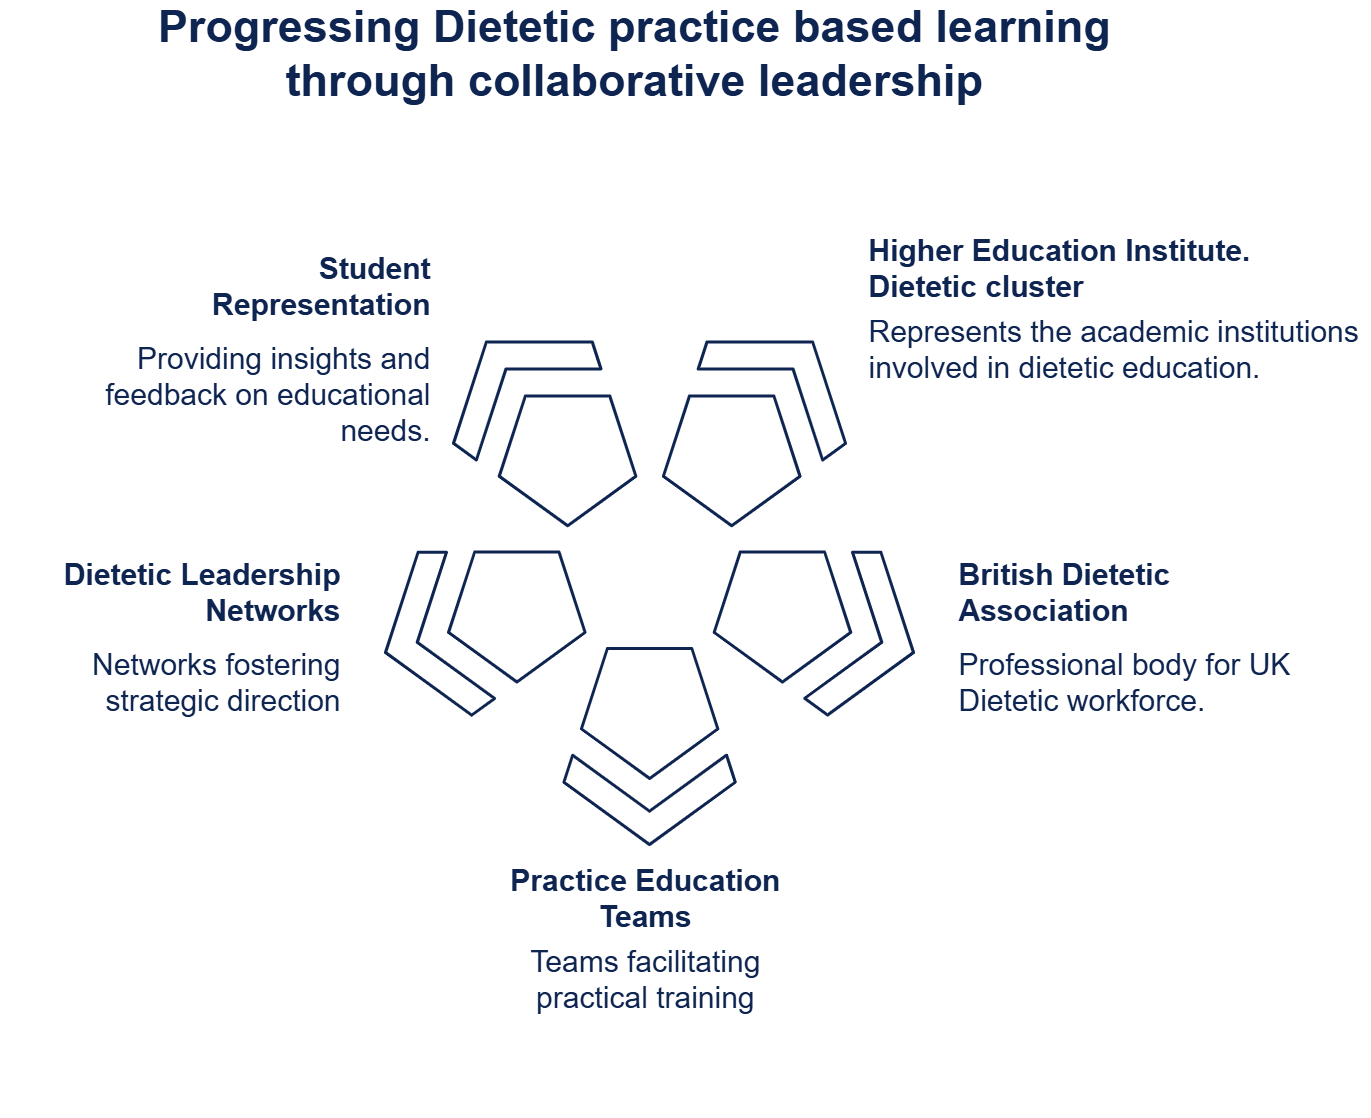 Progressing Dietetic practice based learning
through collaborative leadership
Student
Representation
Providing insights and
feedback on educational
needs.
Higher Education Institute.
Dietetic cluster
Represents the academic institutions
involved in dietetic education.
Dietetic Leadership
Networks
Networks fostering
strategic direction
British Dietetic
Association
Professional body for UK
Dietetic workforce.
Practice Education
Teams
Teams facilitating
practical training